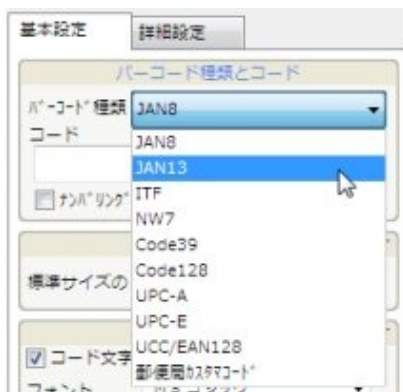 基本設定
詳細設定
バーコード種類とコード
バーコード種類 JAN8
コード
JAN8
JAN13
ITF
ナンバリング
NW7
Code39
標準サイズの
Code128
UPC-A
UPC-E
UCC/EAN128
コード文字
郵便局カスタマコード
フォント